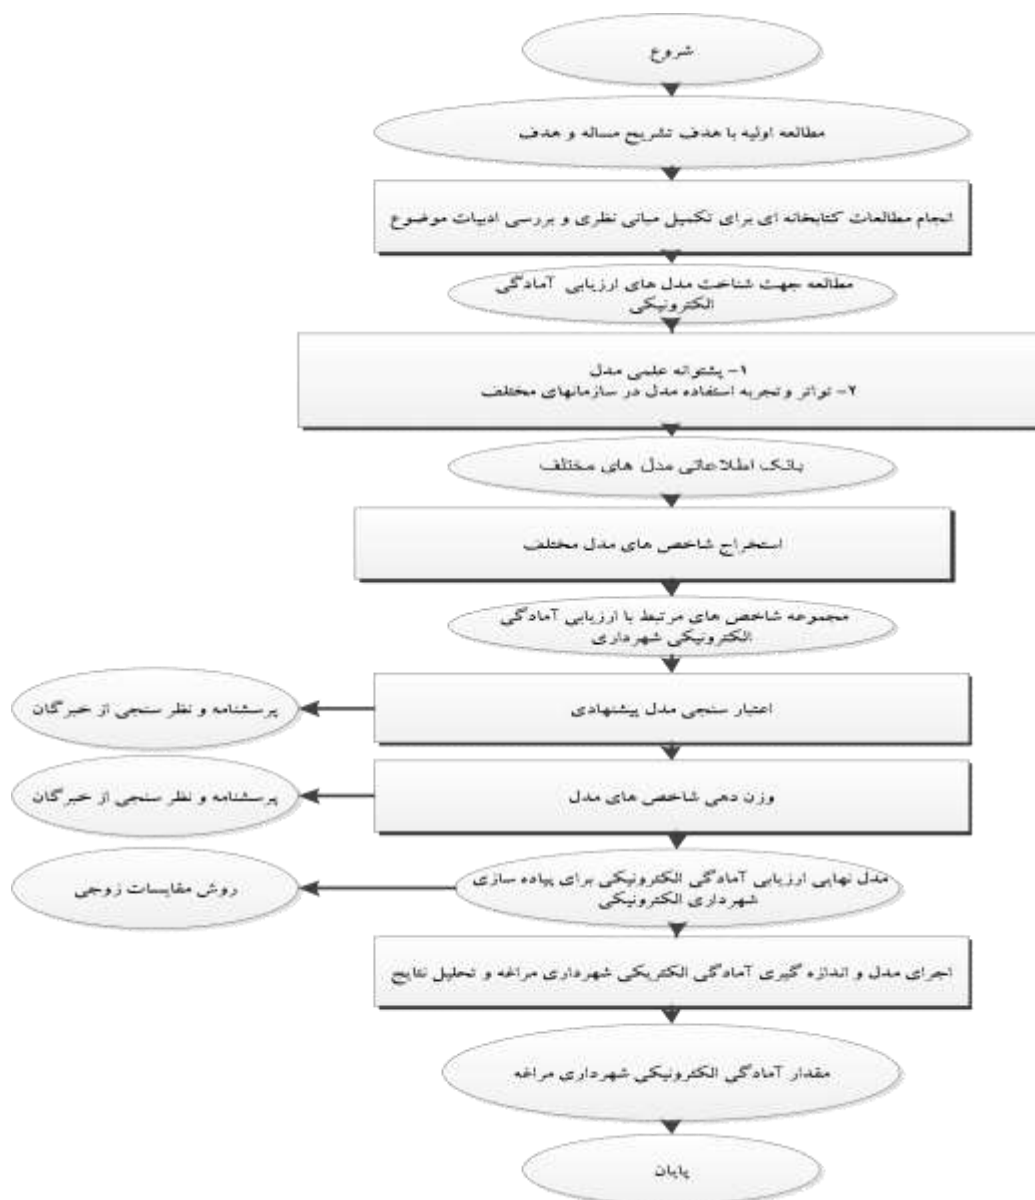 شروع
مطالعه اولیه با هدف تشریح مساله و هدف
انجام مطالعات کتابخانه ای برای تکمیل مبانی نظری و بررسی ادبیات موضوع
مطالعه جهت شناخت مدل های ارزیابی آمادگی
الکترونیکی
۱- پشتوانه علمی مدل
۲- تواتر و تجربه استفاده مدل در سازمانهای مختلف
بانک اطلاعاتی مدل های مختلف
استخراج شاخص های مدل مختلف
مجموعه شاخص های مرتبط با ارزیابی آمادگی
الکترونیکی شهرداری
اعتبار سنجی مدل پیشنهادی
پرسشنامه و نظر سنجی از خبرگان
وزن دهی شاخص های مدل
پرسشنامه و نظر سنجی از خبرگان
مدل نهایی ارزیابی آمادگی الکترونیکی برای پیاده سازی
شهرداری الکترونیکی
روش مقایسات زوجی
اجرای مدل و اندازه گیری آمادگی الکتریکی شهرداری مراغه و تحلیل نتایج
مقدار آمادگی الکترونیکی شهرداری مراغه
پایان